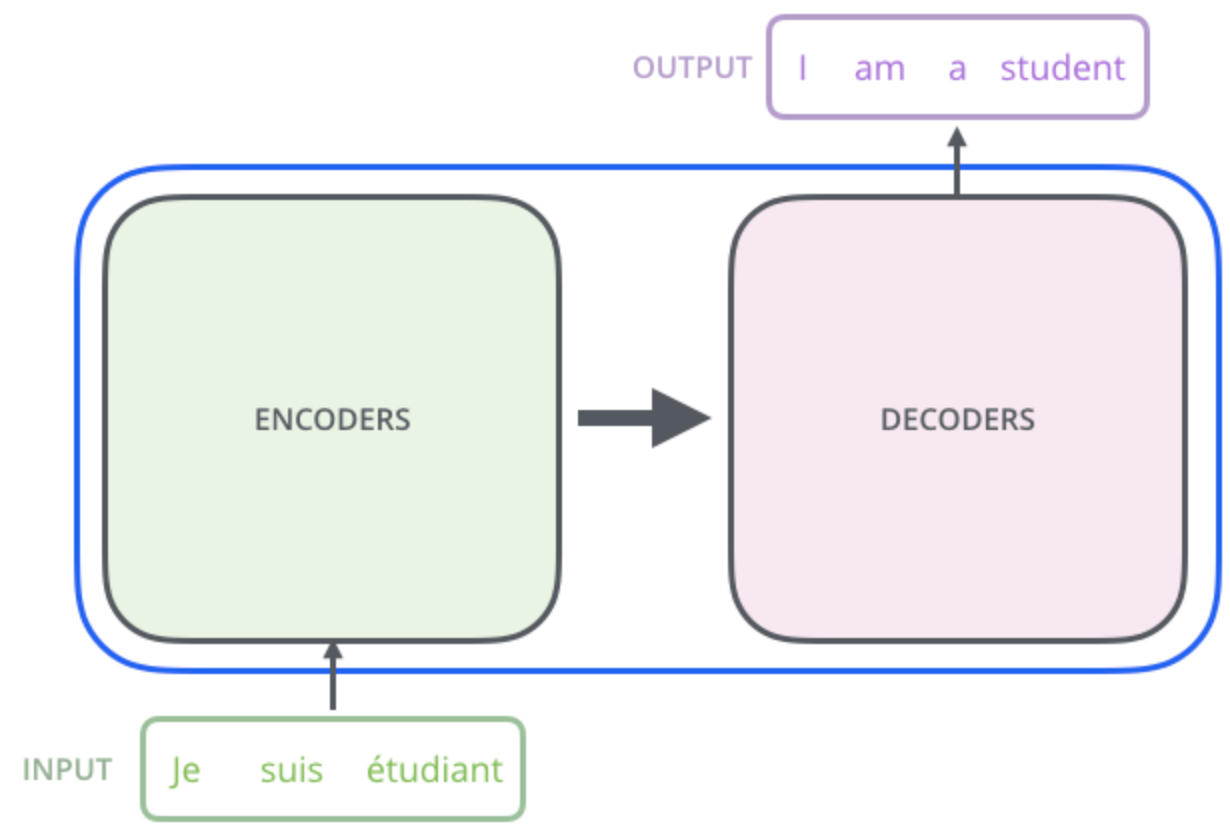 OUTPUT I am a student
ENCODERS DECODERS
INPUT Je suis étudiant